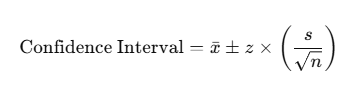 Confidence Interval = x̄ ± z × (s/√n)